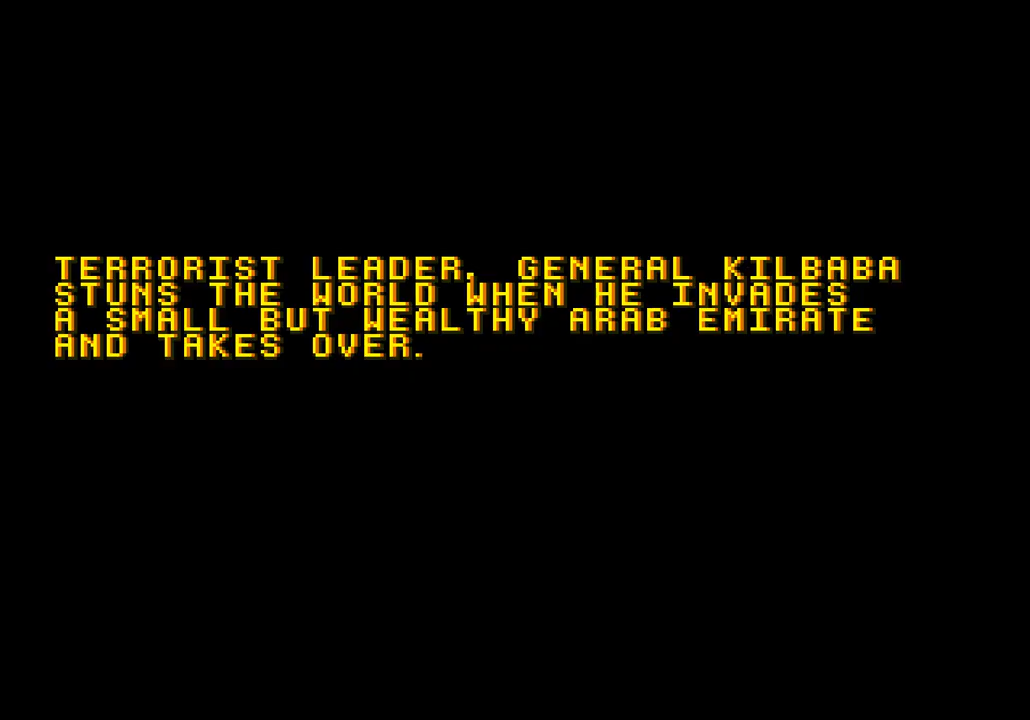 TERRORIST LEADER, GENERAL KILBABA
STUNS THE WORLD WHEN HE INVADES
A SMALL BUT WEALTHY ARAB EMIRATE
AND TAKES OVER.